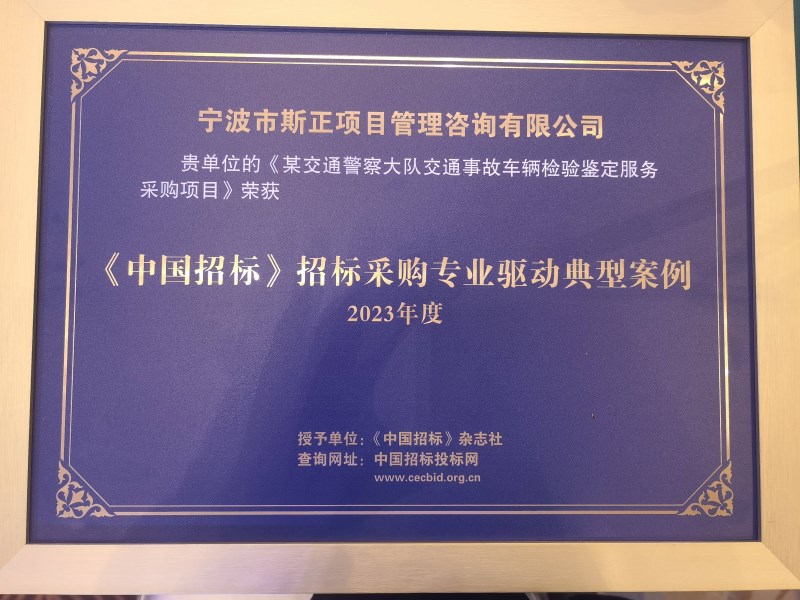 宁波市斯正项目管理咨询有限公司
贵单位的《某交通警察大队交通事故车辆检验鉴定服务
采购项目》荣获
《中国招标》招标采购专业驱动典型案例
2023年度
授予单位：《中国招标》杂志社
查询网址：中国招标投标网
www.cecbid.org.cn